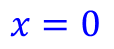 x = 0